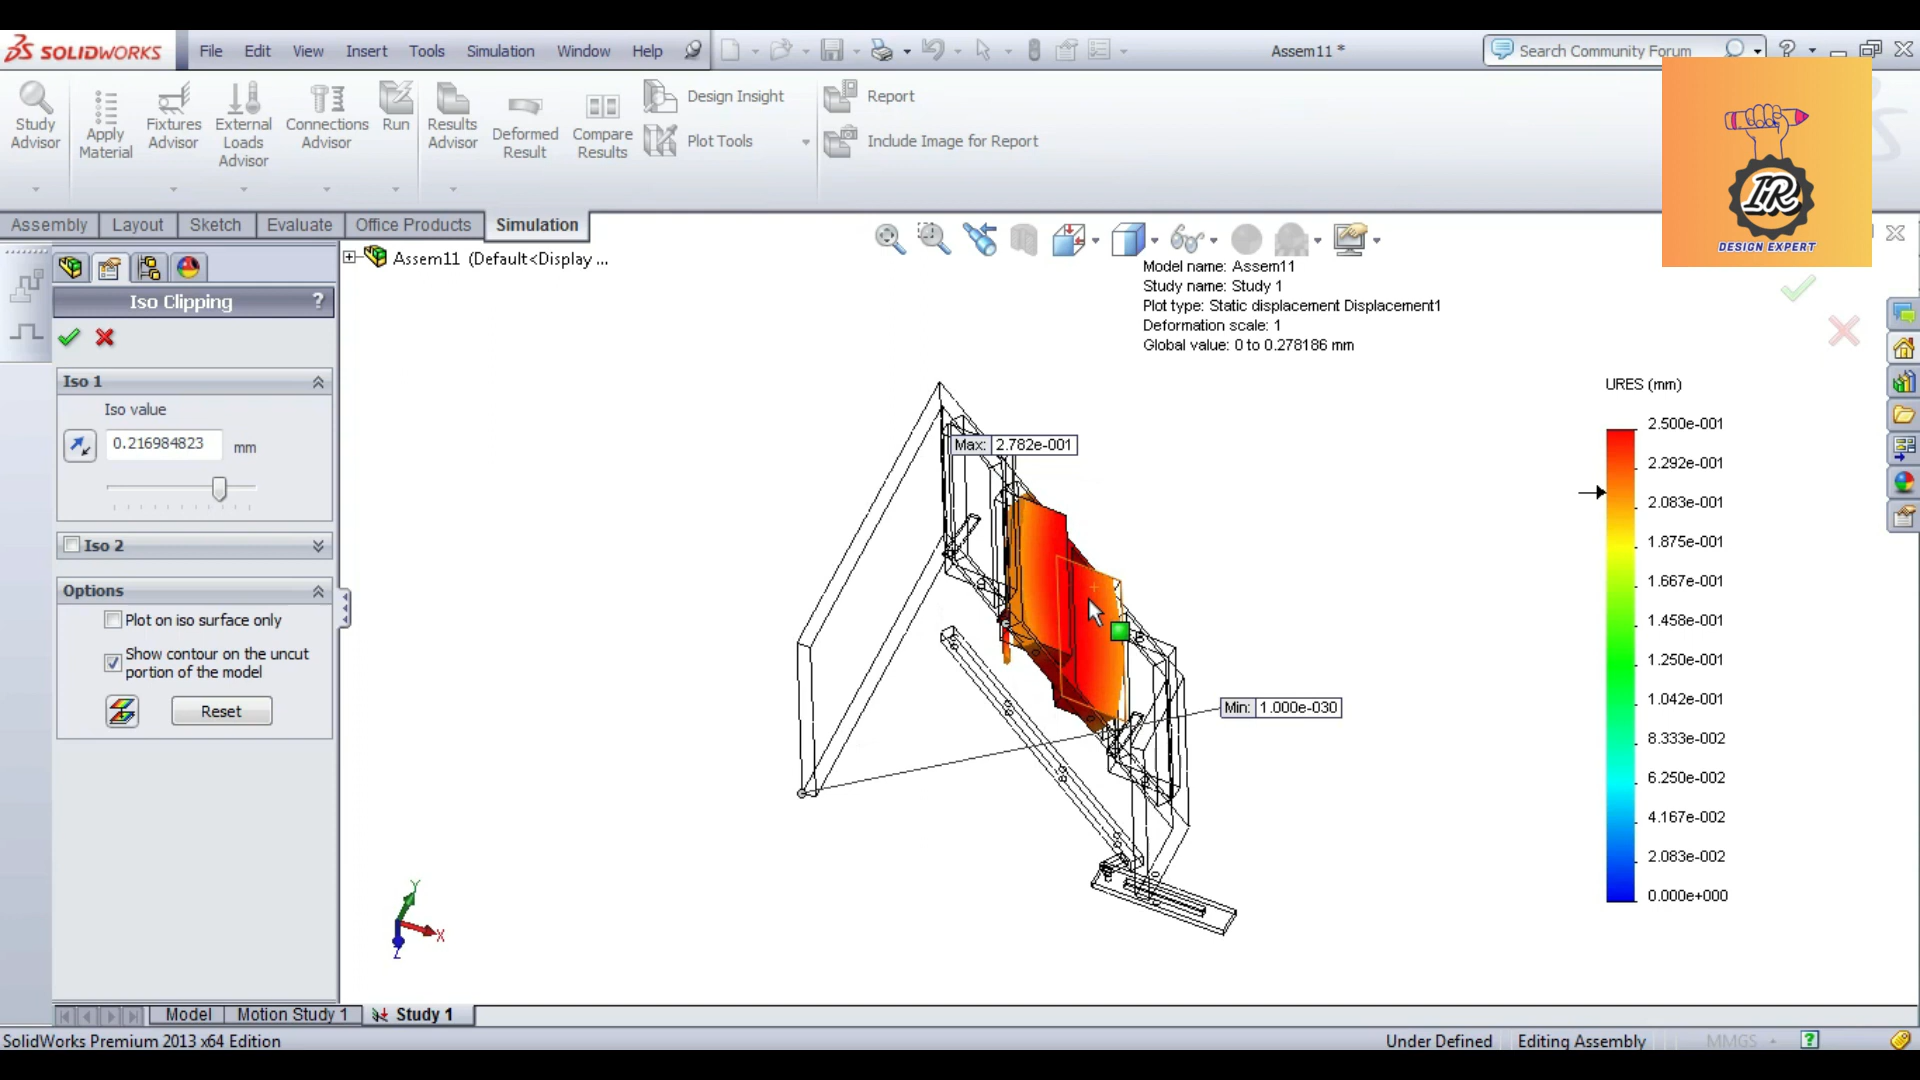 SOLIDWORKS File Edit View Insert Tools Simulation Window Help Assem11 * Search Community Forum ?
Study Advisor
Apply Material
Fixtures Advisor
External Loads Advisor
Connections Advisor
Run
Results Advisor
Deformed Result
Compare Results
Design Insight
Plot Tools
Report
Include Image for Report
IR
DESIGN EXPERT
Assembly Layout Sketch Evaluate Office Products Simulation
Assem11 (Default<Display ...
Iso Clipping ?
Iso 1
Iso value
0.216984823 mm
Iso 2
Options
Plot on iso surface only
Show contour on the uncut
portion of the model
Reset
Model name: Assem11
Study name: Study 1
Plot type: Static displacement Displacement1
Deformation scale: 1
Global value: 0 to 0.278186 mm
Max: 2.782e-001
Min: 1.000e-030
URES (mm)
2.500e-001
2.292e-001
2.083e-001
1.875e-001
1.667e-001
1.458e-001
1.250e-001
1.042e-001
8.333e-002
6.250e-002
4.167e-002
2.083e-002
0.000e+000
Y
X
Z
Model Motion Study 1 Study 1
SolidWorks Premium 2013 x64 Edition Under Defined Editing Assembly MMGS ?